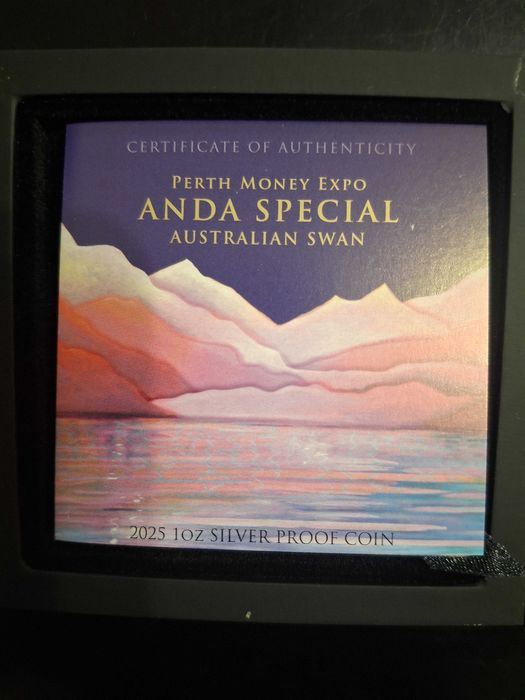 CERTIFICATE OF AUTHENTICITY
PERTH MONEY EXPO
ANDA SPECIAL
AUSTRALIAN SWAN
2025 1OZ SILVER PROOF COIN